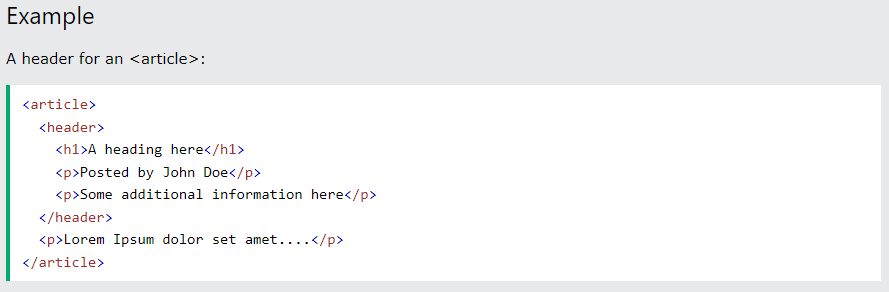 Example
A header for an <article>:
<article>
  <header>
    <h1>A heading here</h1>
    <p>Posted by John Doe</p>
    <p>Some additional information here</p>
  </header>
  <p>Lorem Ipsum dolor set amet....</p>
</article>